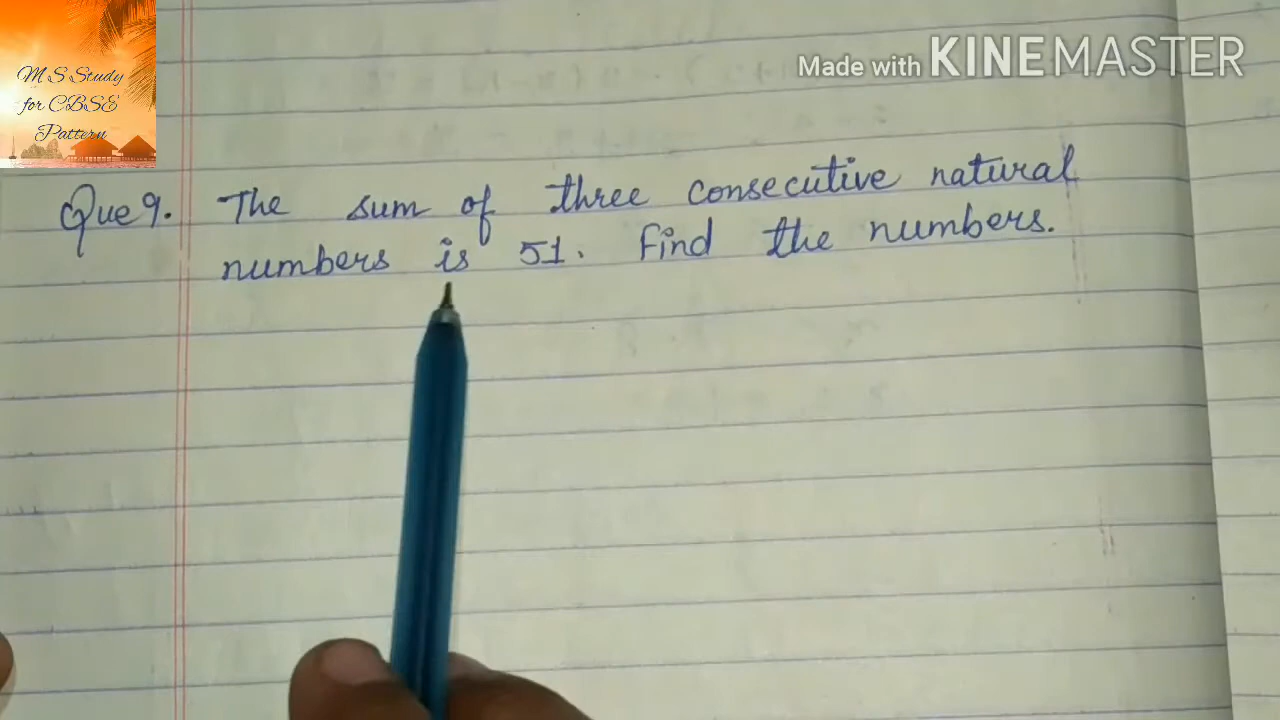 M S Study
for CBSE
Pattern
Made with KINEMASTER
Que 9. The sum of three consecutive natural
numbers is 51. Find the numbers.